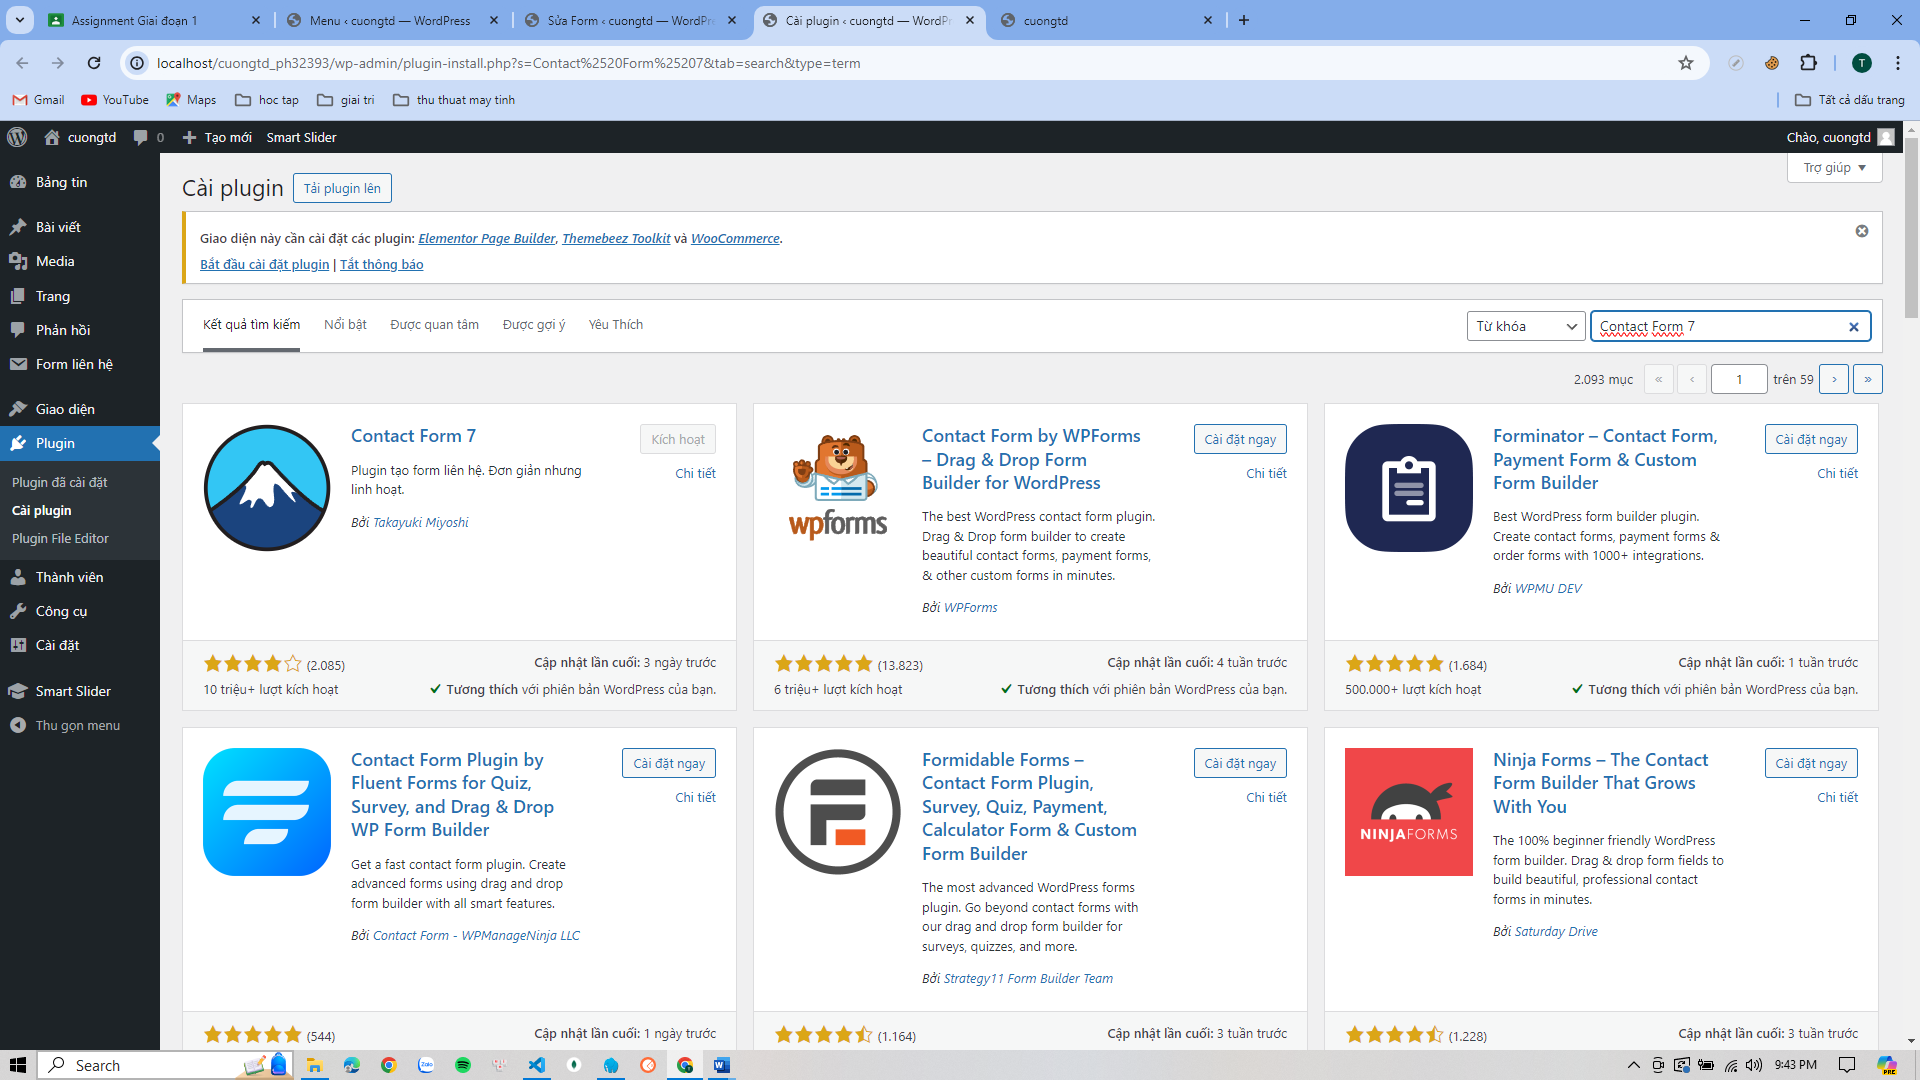 Assignment Giai đoạn 1
Menu ‹ cuongtd — WordPress
Sửa Form ‹ cuongtd — WordPre
Cài plugin ‹ cuongtd — WordPr
cuongtd
localhost/cuongtd_ph32393/wp-admin/plugin-install.php?s=Contact%2520Form%25207&tab=search&type=term
T
Gmail
YouTube
Maps
hoc tap
giai tri
thu thuat may tinh
Tất cả dấu trang
cuongtd
0
Tạo mới
Smart Slider
Chào, cuongtd
Bảng tin
Bài viết
Media
Trang
Phản hồi
Form liên hệ
Giao diện
Plugin
Plugin đã cài đặt
Cài plugin
Plugin File Editor
Thành viên
Công cụ
Cài đặt
Smart Slider
Thu gọn menu
Trợ giúp
Cài plugin
Tải plugin lên
Giao diện này cần cài đặt các plugin: Elementor Page Builder, Themebeez Toolkit và WooCommerce.
Bắt đầu cài đặt plugin | Tắt thông báo
Kết quả tìm kiếm
Nổi bật
Được quan tâm
Được gợi ý
Yêu Thích
Từ khóa
Contact Form 7
2.093 mục
«
‹
1
trên 59
›
»
Contact Form 7
Kích hoạt
Chi tiết
Plugin tạo form liên hệ. Đơn giản nhưng
linh hoạt.
Bởi Takayuki Miyoshi
(2.085)
Cập nhật lần cuối: 3 ngày trước
10 triệu+ lượt kích hoạt
Tương thích với phiên bản WordPress của bạn.
wpforms
Contact Form by WPForms
– Drag & Drop Form
Builder for WordPress
Cài đặt ngay
Chi tiết
The best WordPress contact form plugin.
Drag & Drop form builder to create
beautiful contact forms, payment forms,
& other custom forms in minutes.
Bởi WPForms
(13.823)
Cập nhật lần cuối: 4 tuần trước
6 triệu+ lượt kích hoạt
Tương thích với phiên bản WordPress của bạn.
Forminator – Contact Form,
Payment Form & Custom
Form Builder
Cài đặt ngay
Chi tiết
Best WordPress form builder plugin.
Create contact forms, payment forms &
order forms with 1000+ integrations.
Bởi WPMU DEV
(1.684)
Cập nhật lần cuối: 1 tuần trước
500.000+ lượt kích hoạt
Tương thích với phiên bản WordPress của bạn.
Contact Form Plugin by
Fluent Forms for Quiz,
Survey, and Drag & Drop
WP Form Builder
Cài đặt ngay
Chi tiết
Get a fast contact form plugin. Create
advanced forms using drag and drop
form builder with all smart features.
Bởi Contact Form - WPManageNinja LLC
(544)
Cập nhật lần cuối: 1 ngày trước
Formidable Forms –
Contact Form Plugin,
Survey, Quiz, Payment,
Calculator Form & Custom
Form Builder
Cài đặt ngay
Chi tiết
The most advanced WordPress forms
plugin. Go beyond contact forms with
our drag and drop form builder for
surveys, quizzes, and more.
Bởi Strategy11 Form Builder Team
(1.164)
Cập nhật lần cuối: 3 tuần trước
NINJAFORMS
Ninja Forms – The Contact
Form Builder That Grows
With You
Cài đặt ngay
Chi tiết
The 100% beginner friendly WordPress
form builder. Drag & drop form fields to
build beautiful, professional contact
forms in minutes.
Bởi Saturday Drive
(1.228)
Cập nhật lần cuối: 3 tuần trước
Search
Zalo
9:43 PM
PRE